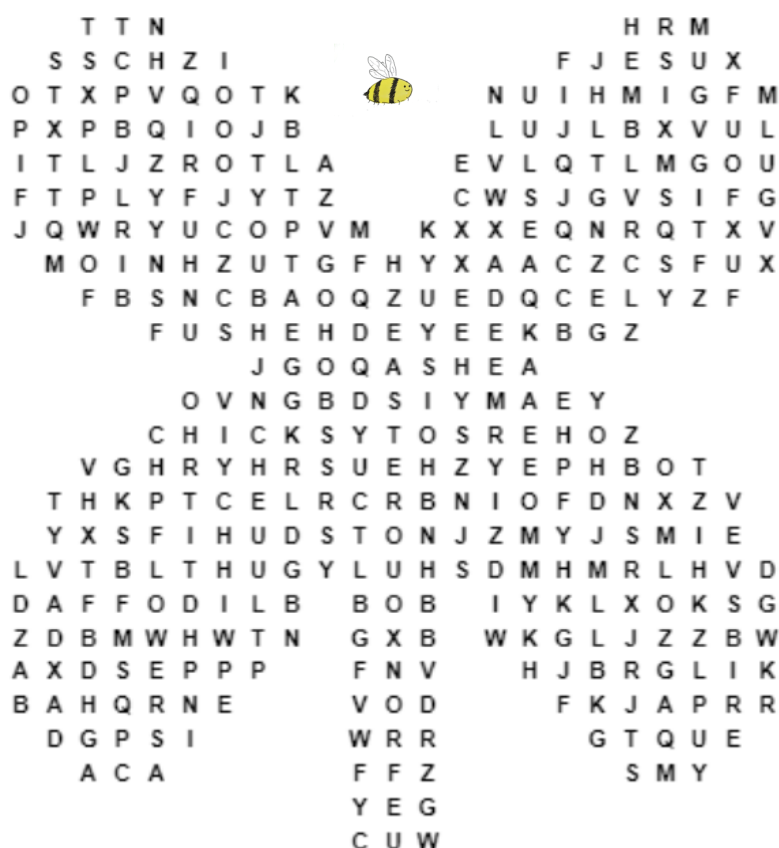 T T N H R M
S S C H Z I F J E S U X
O T X P V Q O T K N U I H M I G F M
P X P B Q I O J B L U J L B X V U L
I T L J Z R O T L A E V L Q T L M G O U
F T P L Y F J Y T Z C W S J G V S I F G
J Q W R Y U C O P V M K X X E Q N R Q T X V
M O I N H Z U T G F H Y X A A C Z C S F U X
F B S N C B A O Q Z U E D Q C E L Y Z F
F U S H E H D E Y E E K B G Z
J G O Q A S H E A
O V N G B D S I Y M A E Y
C H I C K S Y T O S R E H O Z
V G H R Y H R S U E H Z Y E P H B O T
T H K P T C E L R C R B N I O F D N X Z V
Y X S F I H U D S T O N J Z M Y J S M I E
L V T B L T H U G Y L U H S D M H M R L H V D
D A F F O D I L B B O B I Y K L X O K S G
Z D B M W H W T N G X B W K G L J Z Z B W
A X D S E P P P F N V H J B R G L I K
B A H Q R N E V O D F K J A P R R
D G P S I W R R G T Q U E
A C A F F Z S M Y
Y E G
C U W